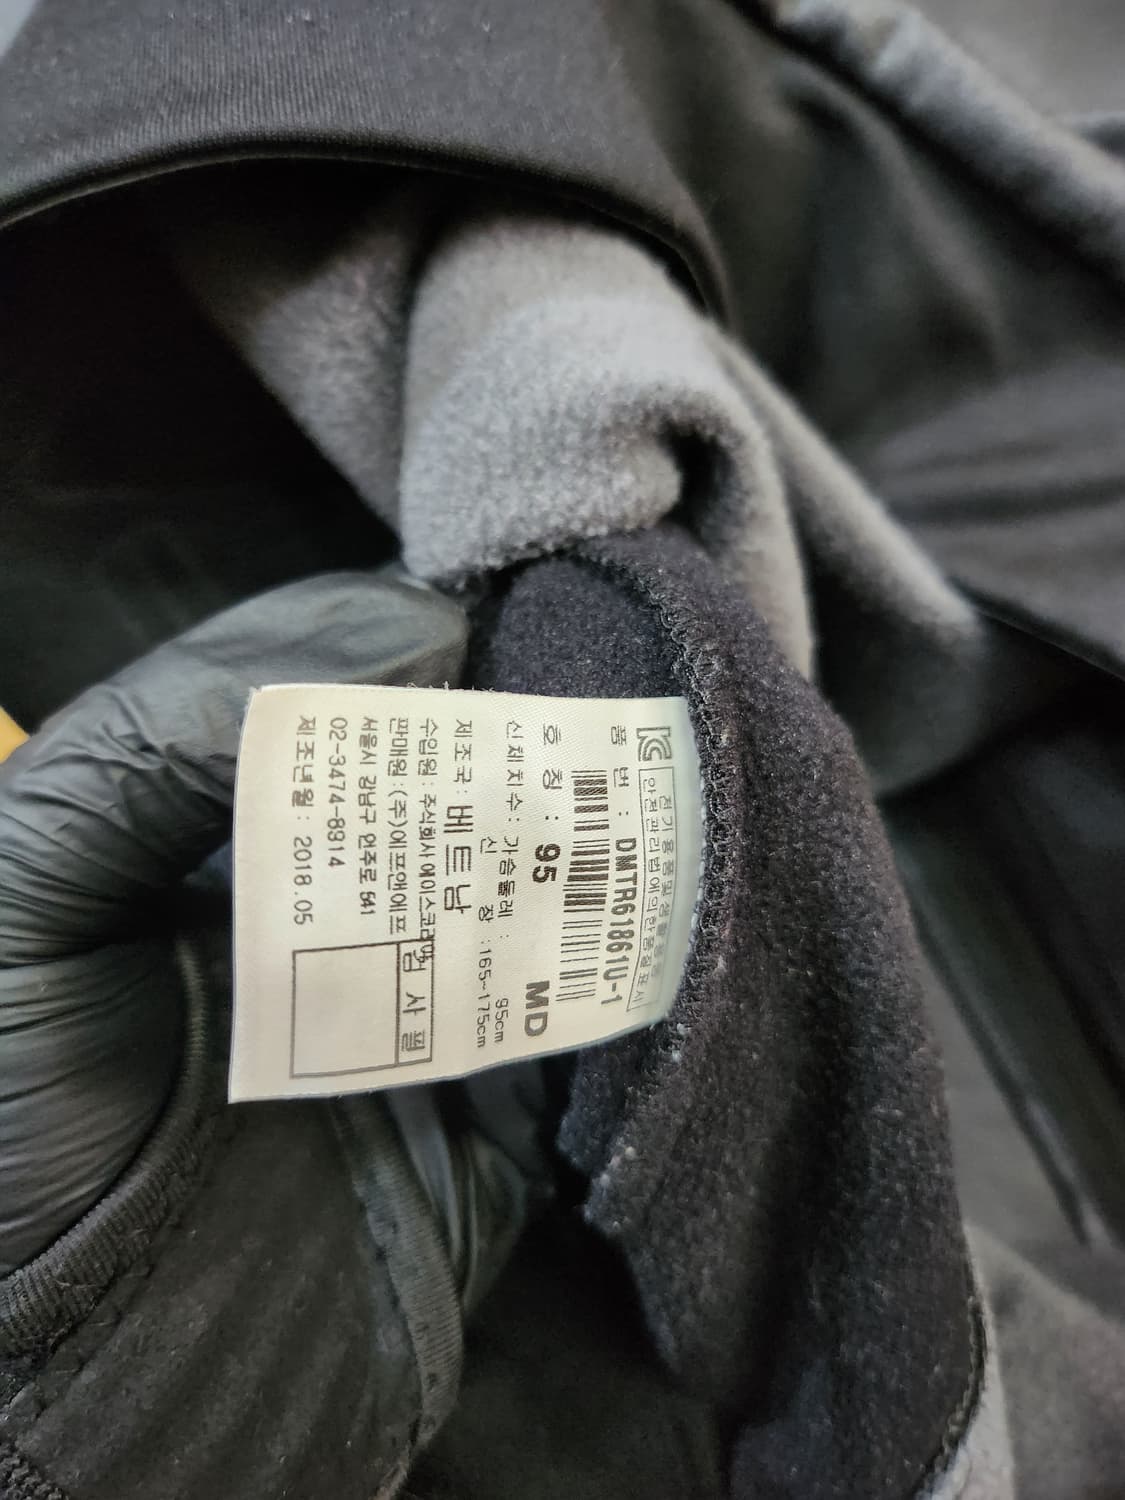 전기용품및생활용품
안전관리법에의한품질표시
품 번 : DMTR61861U-1
호 칭 : 95 MD
신체치수: 가슴둘레 : 95cm
신 장 :165~175cm
제조국: 베트남
수입원: 주식회사 에이스코리아
판매원:(주)에프앤에프
서울시 강남구 언주로 541
02-3474-8914
제조년월: 2018.05
검사필